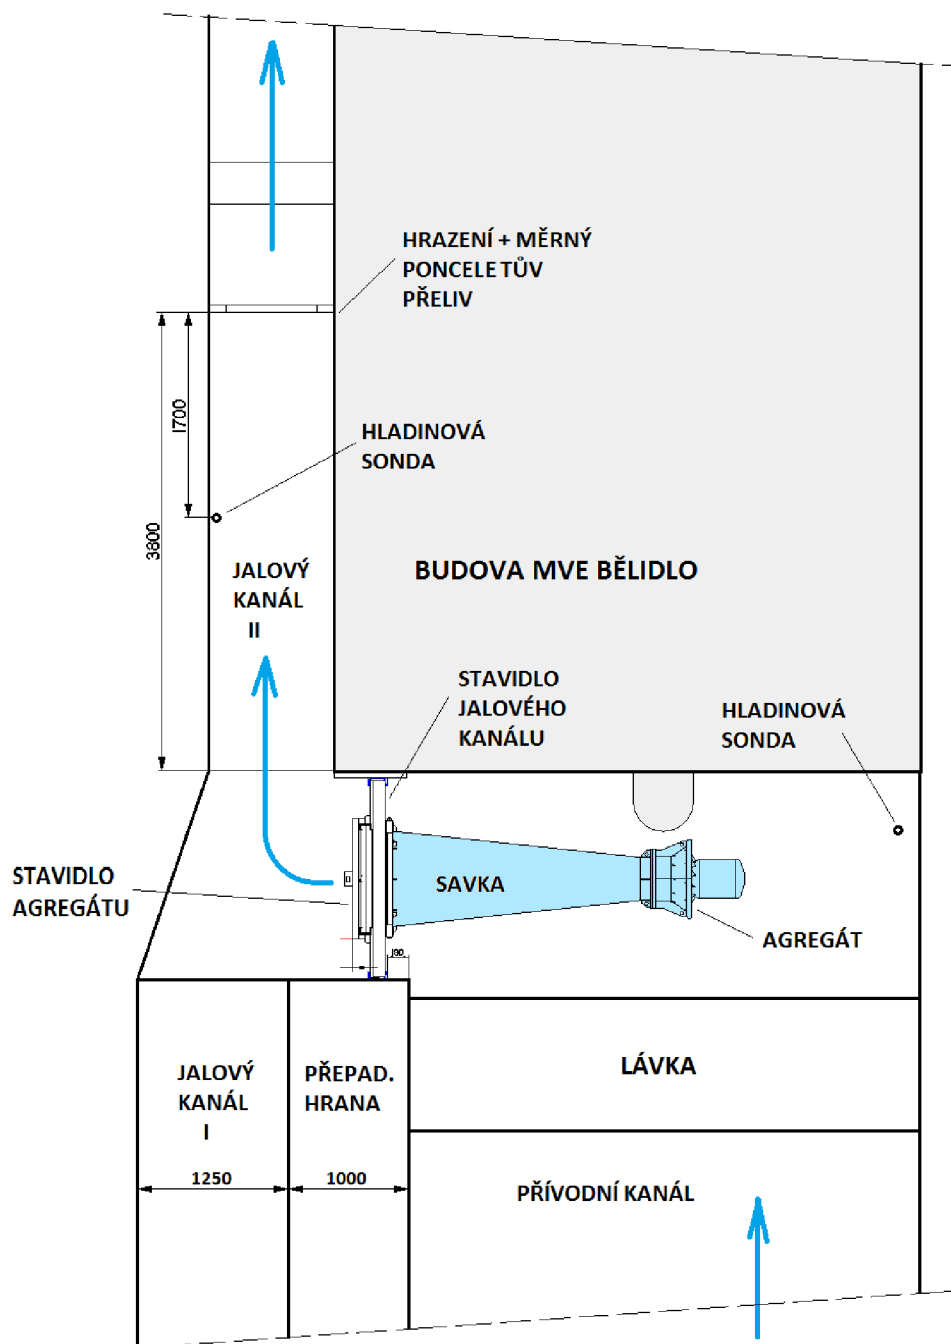 HRAZENÍ + MĚRNÝ
PONCELETŮV
PŘELIV
1700
HLADINOVÁ
SONDA
3800
JALOVÝ
KANÁL
II
BUDOVA MVE BĚLIDLO
STAVIDLO
JALOVÉHO
KANÁLU
HLADINOVÁ
SONDA
STAVIDLO
AGREGÁTU
SAVKA
AGREGÁT
190
JALOVÝ
KANÁL
I
PŘEPAD.
HRANA
LÁVKA
1250
1000
PŘÍVODNÍ KANÁL